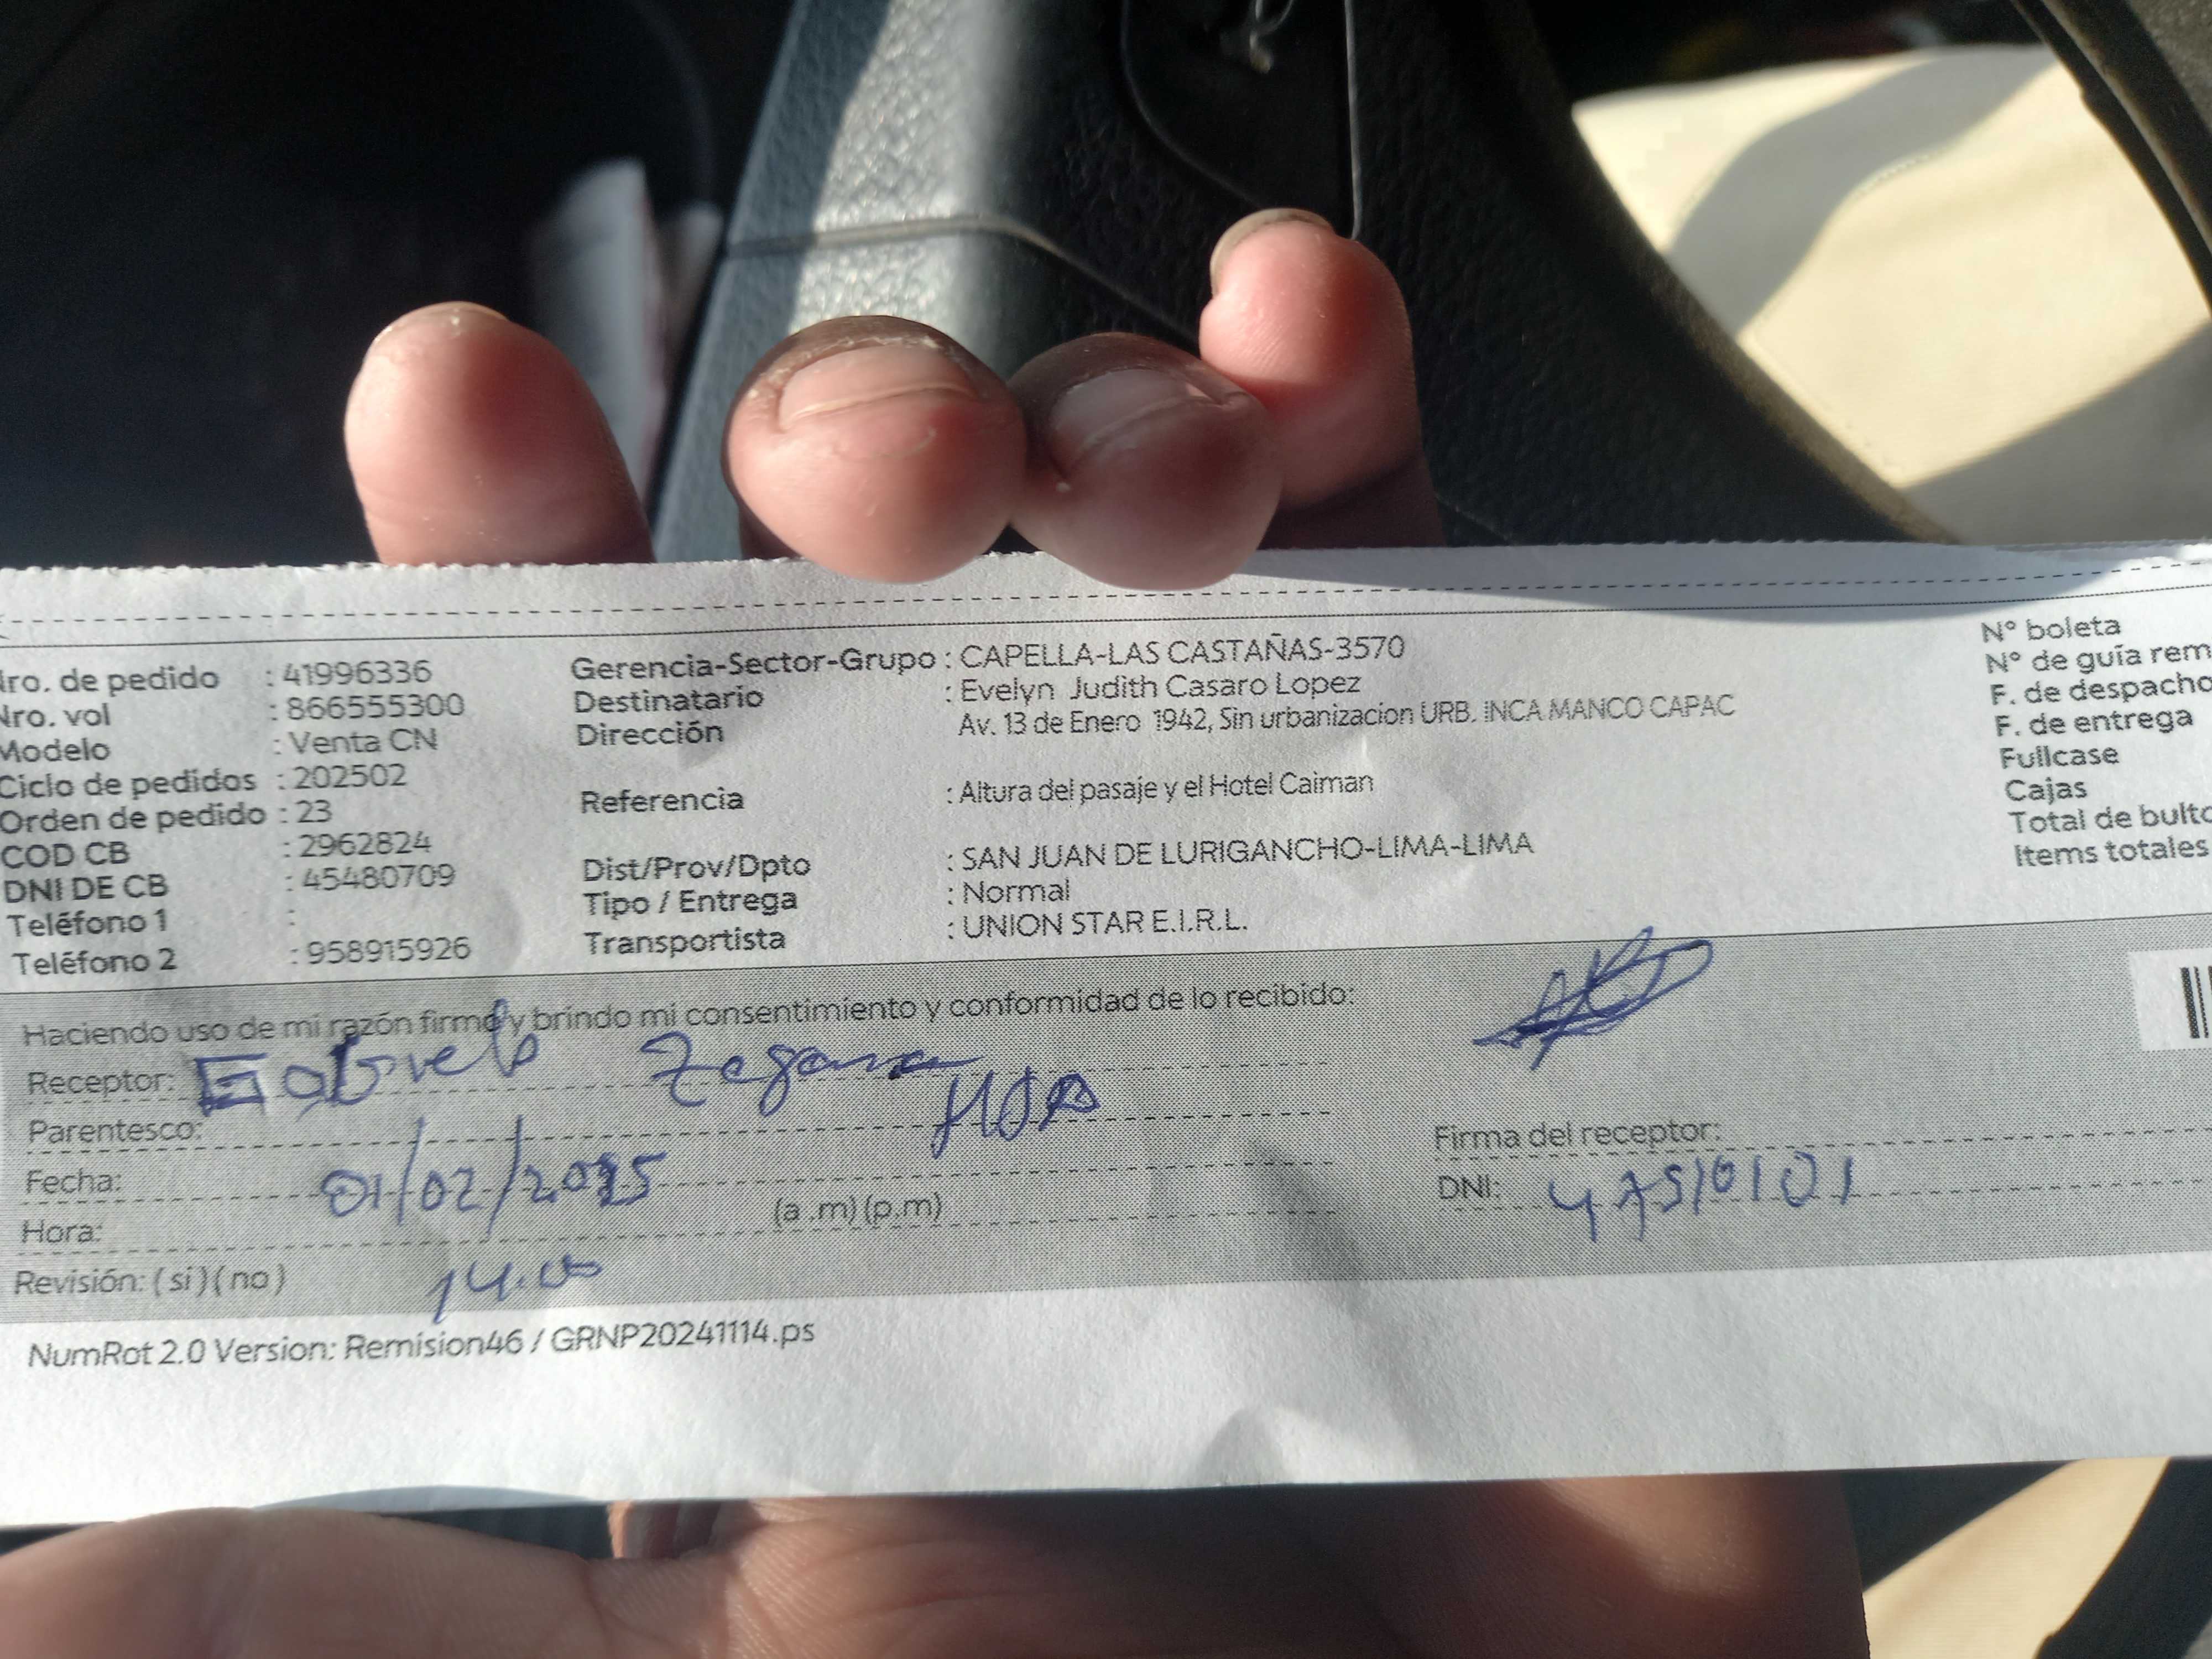 Nro. de pedido : 41996336
Nro. vol : 866555300
Modelo : Venta CN
Ciclo de pedidos : 202502
Orden de pedido : 23
COD CB : 2962824
DNI DE CB : 45480709
Teléfono 1 :
Teléfono 2 : 958915926
Gerencia-Sector-Grupo : CAPELLA-LAS CASTAÑAS-3570
Destinatario : Evelyn Judith Casaro Lopez
Dirección Av. 13 de Enero 1942, Sin urbanizacion URB. INCA MANCO CAPAC
Referencia : Altura del pasaje y el Hotel Caiman
Dist/Prov/Dpto : SAN JUAN DE LURIGANCHO-LIMA-LIMA
Tipo / Entrega : Normal
Transportista : UNION STAR E.I.R.L.
N° boleta
N° de guía rem
F. de despacho
F. de entrega
Fullcase
Cajas
Total de bulto
Items totales
Haciendo uso de mi razón firmo y brindo mi consentimiento y conformidad de lo recibido:
Receptor:
Parentesco:
Fecha: 01/02/2025
Hora: (a .m) (p.m)
14:00
Revisión: ( si ) ( no )
Firma del receptor:
DNI:
NumRot 2.0 Version: Remision46 / GRNP20241114.ps